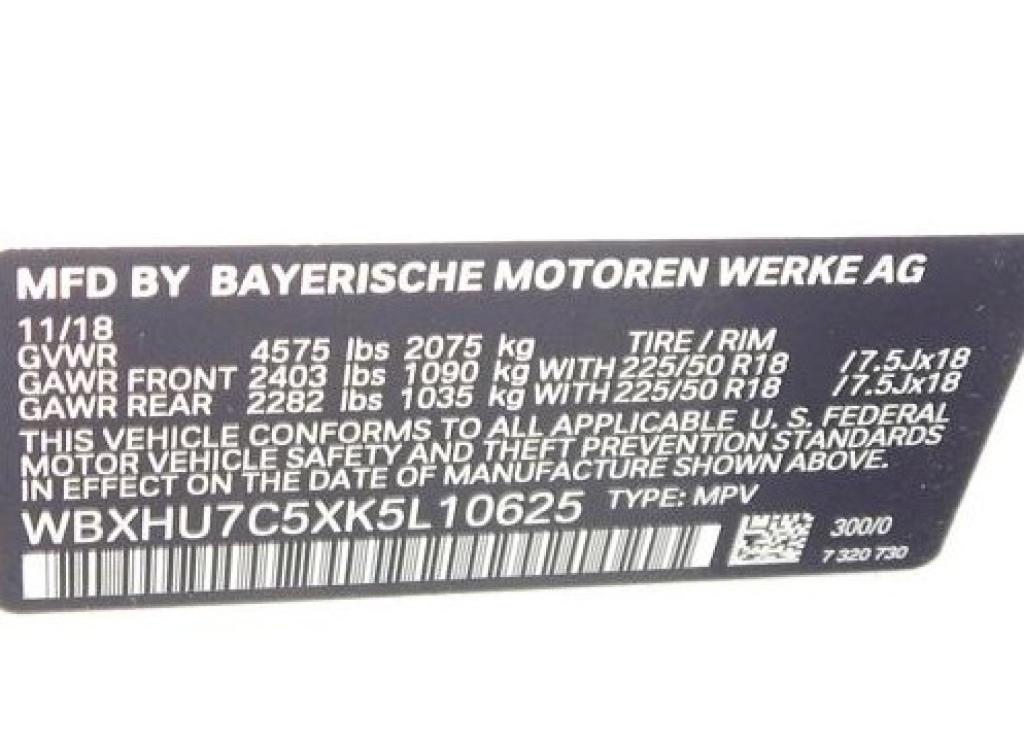 MFD BY BAYERISCHE MOTOREN WERKE AG
11/18 TIRE / RIM
GVWR 4575 lbs 2075 kg
GAWR FRONT 2403 lbs 1090 kg WITH 225/50 R18 / 7.5Jx18
GAWR REAR 2282 lbs 1035 kg WITH 225/50 R18 / 7.5Jx18
THIS VEHICLE CONFORMS TO ALL APPLICABLE U. S. FEDERAL
MOTOR VEHICLE SAFETY AND THEFT PREVENTION STANDARDS
IN EFFECT ON THE DATE OF MANUFACTURE SHOWN ABOVE.
WBXHU7C5XK5L10625 TYPE: MPV
300/0
7 320 730